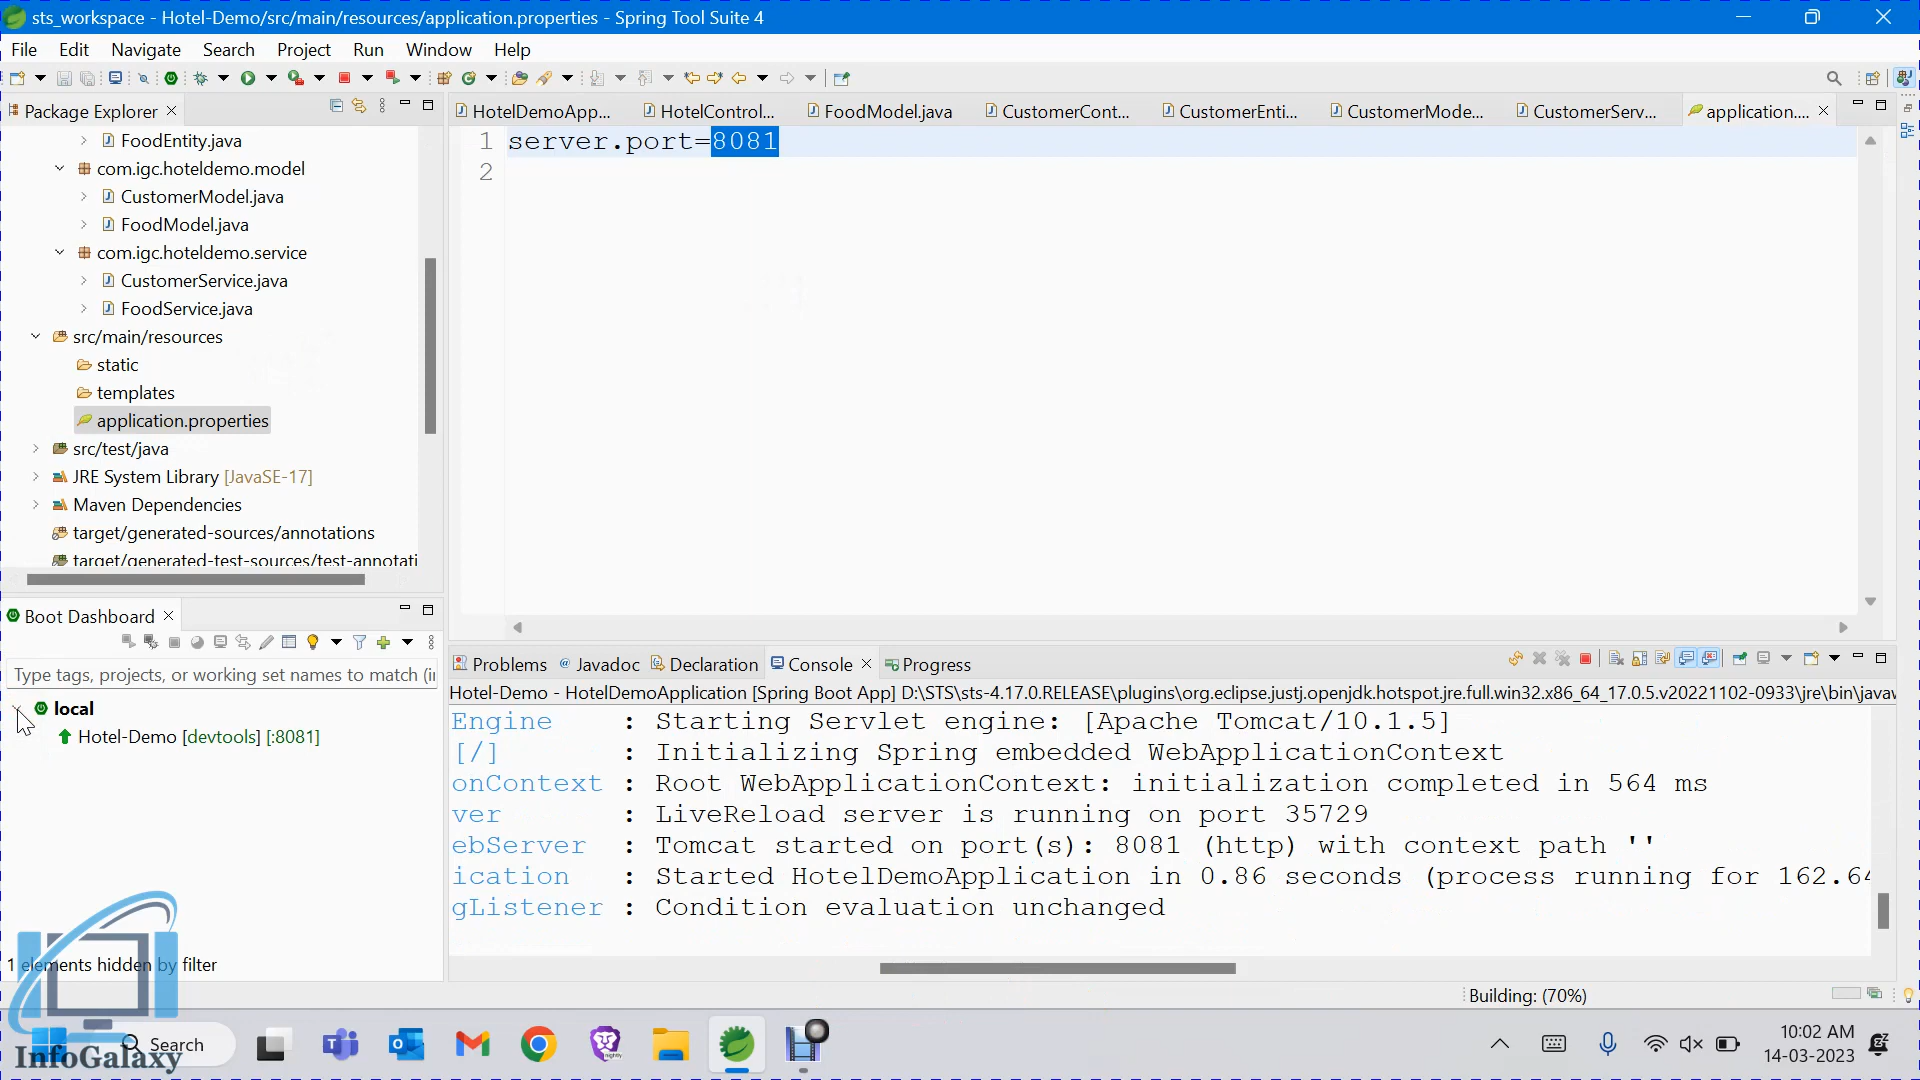 sts_workspace - Hotel-Demo/src/main/resources/application.properties - Spring Tool Suite 4
File Edit Navigate Search Project Run Window Help
Package Explorer
HotelDemoApp... HotelControl... FoodModel.java CustomerCont... CustomerEnti... CustomerMode... CustomerServ... application....
FoodEntity.java
com.igc.hoteldemo.model
CustomerModel.java
FoodModel.java
com.igc.hoteldemo.service
CustomerService.java
FoodService.java
src/main/resources
static
templates
application.properties
src/test/java
JRE System Library [JavaSE-17]
Maven Dependencies
target/generated-sources/annotations
target/generated-test-sources/test-annotati
1 server.port=8081
2
Boot Dashboard
Type tags, projects, or working set names to match (in
local
Hotel-Demo [devtools] [:8081]
1 elements hidden by filter
Problems @ Javadoc Declaration Console Progress
Hotel-Demo - HotelDemoApplication [Spring Boot App] D:\STS\sts-4.17.0.RELEASE\plugins\org.eclipse.justj.openjdk.hotspot.jre.full.win32.x86_64_17.0.5.v20221102-0933\jre\bin\javaw
Engine : Starting Servlet engine: [Apache Tomcat/10.1.5]
[/] : Initializing Spring embedded WebApplicationContext
onContext : Root WebApplicationContext: initialization completed in 564 ms
ver : LiveReload server is running on port 35729
ebServer : Tomcat started on port(s): 8081 (http) with context path ''
ication : Started HotelDemoApplication in 0.86 seconds (process running for 162.64
gListener : Condition evaluation unchanged
Building: (70%)
InfoGalaxy
Search
10:02 AM
14-03-2023